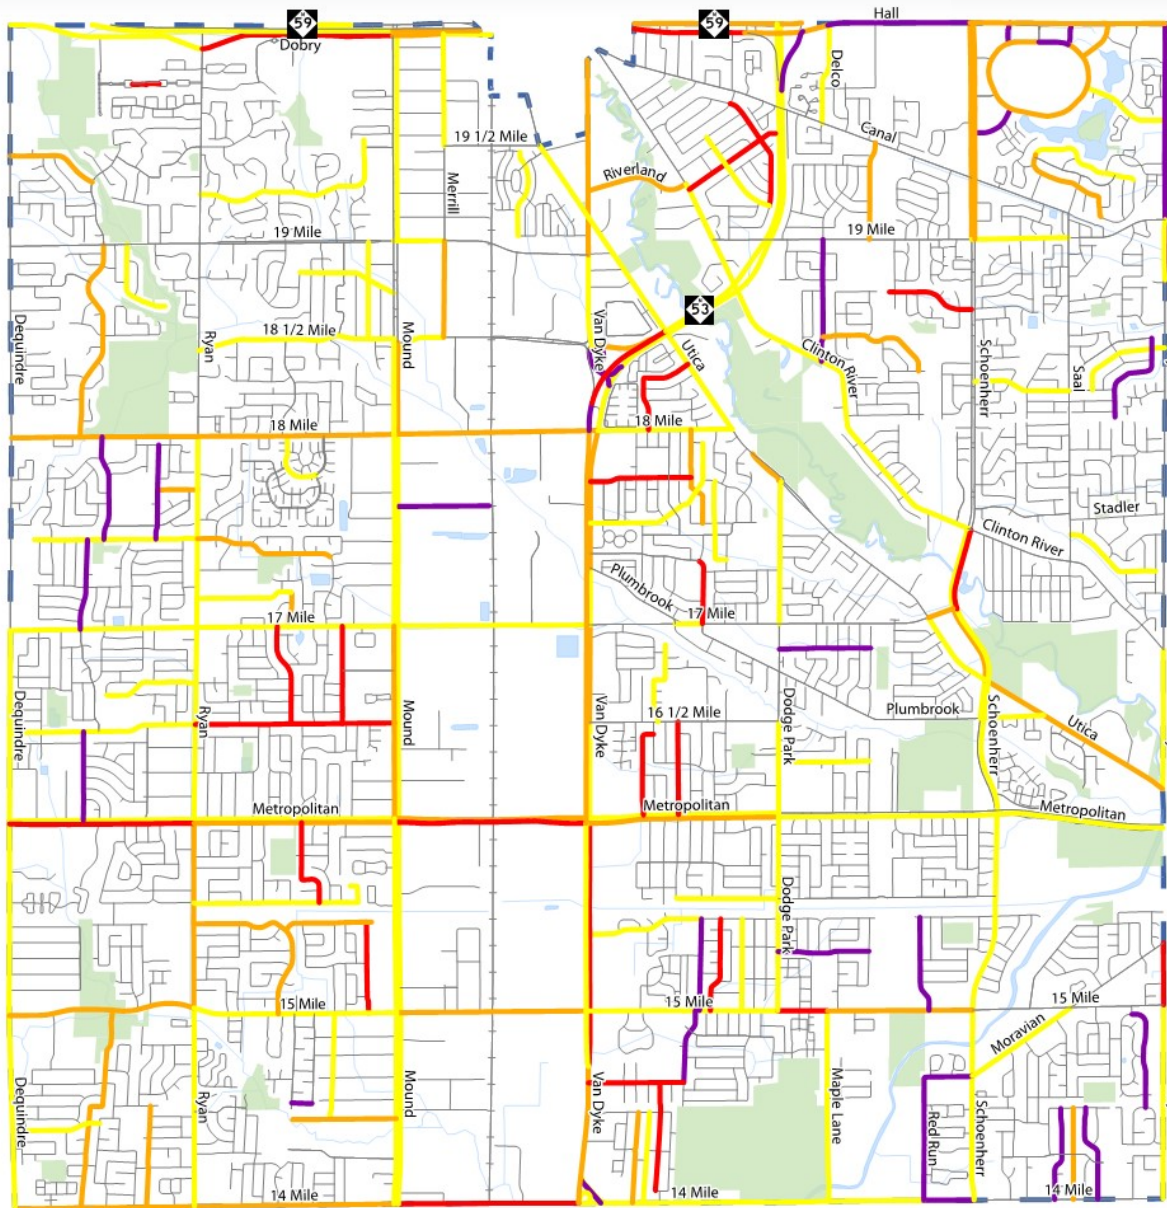 59
59
Hall
Dobry
Delco
19 1/2 Mile
Canal
Riverland
Merrill
19 Mile
19 Mile
53
Dequindre
Ryan
18 1/2 Mile
Mound
Van Dyke
Utica
Clinton River
Schoenherr
Saal
18 Mile
18 Mile
Stadler
Clinton River
Plumbrook
17 Mile
17 Mile
Dequindre
Ryan
Mound
Van Dyke
16 1/2 Mile
Dodge Park
Plumbrook
Schoenherr
Utica
Metropolitan
Metropolitan
Metropolitan
Dodge Park
15 Mile
15 Mile
15 Mile
Moravian
Dequindre
Ryan
Mound
Van Dyke
Maple Lane
Red Run
Schoenherr
14 Mile
14 Mile
14 Mile